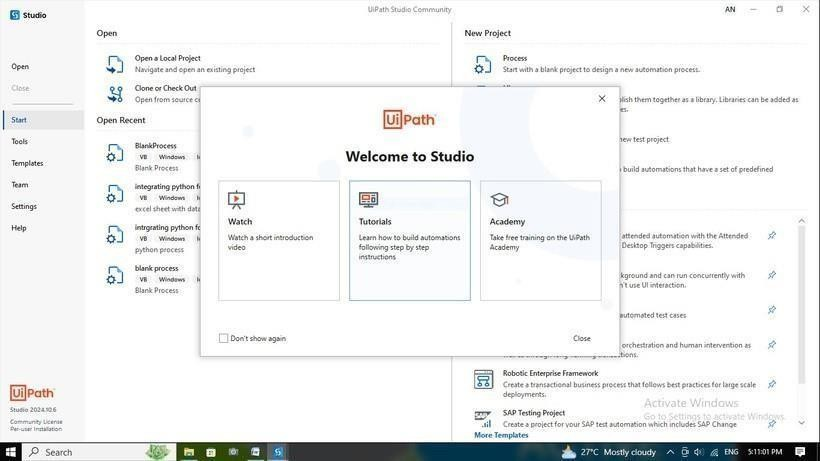 Studio
UiPath Studio Community
AN
Open
Close
Start
Tools
Templates
Team
Settings
Help
UiPath
Studio 2024.10.6
Community License
Per-user Installation
Open
Open a Local Project
Navigate and open an existing project
Clone or Check Out
Open from source
Open Recent
BlankProcess
VB Windows
Blank Process
integrating python
VB Windows
excel sheet with
intrgrating python
VB Windows
python process
blank process
VB Windows
Blank Process
New Project
Process
Start with a blank project to design a new automation process.
them together as a library. Libraries can be added as
new test project
build automations that have a set of predefined
attended automation with the Attended
Desktop Triggers capabilities.
and can run concurrently with
use UI interaction.
automated test cases
orchestration and human intervention as
Robotic Enterprise Framework
Create a transactional business process that follows best practices for large scale
deployments.
SAP Testing Project
Create a project for your SAP test automation which includes SAP Change
More Templates
UiPath
Welcome to Studio
Watch
Watch a short introduction
video
Tutorials
Learn how to build automations
following step by step
instructions
Academy
Take free training on the UiPath
Academy
Don't show again
Close
Activate Windows
Go to Settings to activate Windows.
Search
27°C Mostly cloudy
ENG
5:11:01 PM